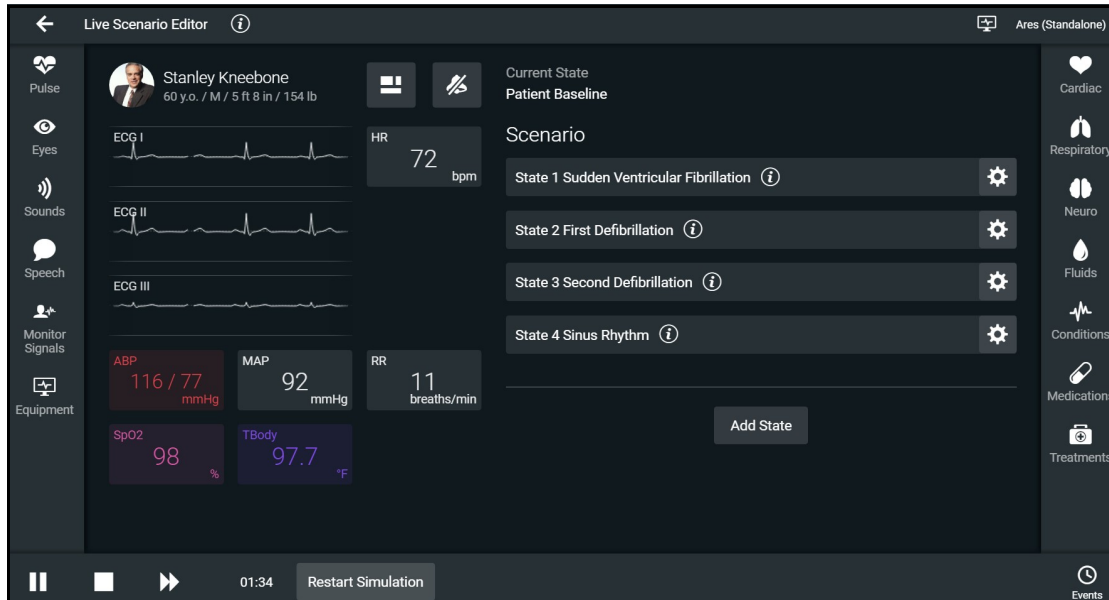 Live Scenario Editor
Ares (Standalone)
Pulse
Eyes
Sounds
Speech
Monitor
Signals
Equipment
Stanley Kneebone
60 y.o. / M / 5 ft 8 in / 154 lb
ECG I
HR
72
bpm
ECG II
ECG III
ABP
116 / 77
mmHg
MAP
92
mmHg
RR
11
breaths/min
SpO2
98
%
TBody
97.7
°F
Current State
Patient Baseline
Scenario
State 1 Sudden Ventricular Fibrillation
State 2 First Defibrillation
State 3 Second Defibrillation
State 4 Sinus Rhythm
Add State
Cardiac
Respiratory
Neuro
Fluids
Conditions
Medications
Treatments
01:34
Restart Simulation
Events